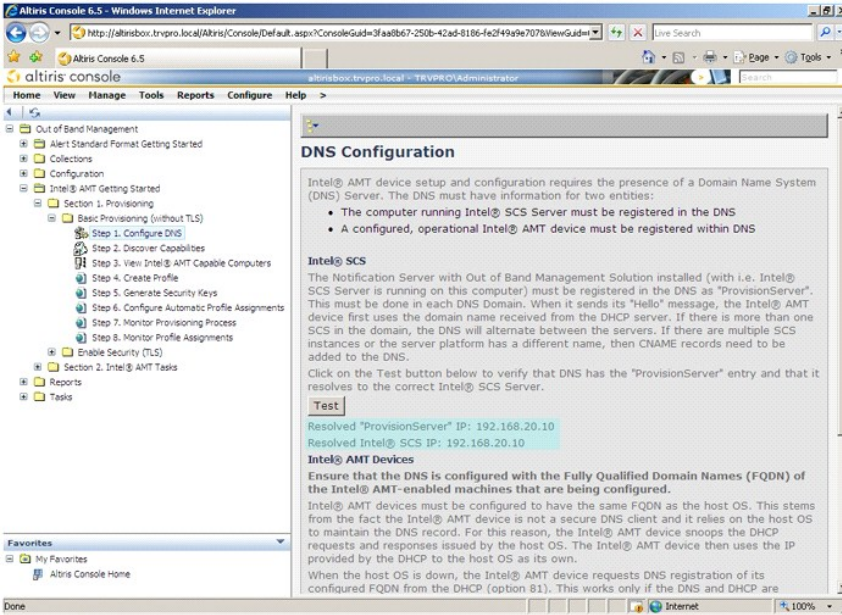 Altiris Console 6.5 - Windows Internet Explorer
http://altirisbox.trvpro.local/Altiris/Console/Default.aspx?ConsoleGuid=3faa8b67-250b-42ad-8186-fe2f49a9e707&ViewGuid=
Live Search
Altiris Console 6.5
Page
Tools
altiris console
altirisbox.trvpro.local - TRVPRO\Administrator
Search
Home View Manage Tools Reports Configure Help >
Out of Band Management
Alert Standard Format Getting Started
Collections
Configuration
Intel® AMT Getting Started
Section 1. Provisioning
Basic Provisioning (without TLS)
Step 1. Configure DNS
Step 2. Discover Capabilities
Step 3. View Intel® AMT Capable Computers
Step 4. Create Profile
Step 5. Generate Security Keys
Step 6. Configure Automatic Profile Assignments
Step 7. Monitor Provisioning Process
Step 8. Monitor Profile Assignments
Enable Security (TLS)
Section 2. Intel® AMT Tasks
Reports
Tasks
Favorites
My Favorites
Altiris Console Home
DNS Configuration
Intel® AMT device setup and configuration requires the presence of a Domain Name System
(DNS) Server. The DNS must have information for two entities:
• The computer running Intel® SCS Server must be registered in the DNS
• A configured, operational Intel® AMT device must be registered within DNS
Intel® SCS
The Notification Server with Out of Band Management Solution installed (with i.e. Intel®
SCS Server is running on this computer) must be registered in the DNS as "ProvisionServer".
This must be done in each DNS Domain. When it sends its "Hello" message, the Intel® AMT
device first uses the domain name received from the DHCP server. If there is more than one
SCS in the domain, the DNS will alternate between the servers. If there are multiple SCS
instances or the server platform has a different name, then CNAME records need to be
added to the DNS.
Click on the Test button below to verify that DNS has the "ProvisionServer" entry and that it
resolves to the correct Intel® SCS Server.
Test
Resolved "ProvisionServer" IP: 192.168.20.10
Resolved Intel® SCS IP: 192.168.20.10
Intel® AMT Devices
Ensure that the DNS is configured with the Fully Qualified Domain Names (FQDN) of
the Intel® AMT-enabled machines that are being configured.
Intel® AMT devices must be configured to have the same FQDN as the host OS. This stems
from the fact the Intel® AMT device is not a secure DNS client and it relies on the host OS
to maintain the DNS record. For this reason, the Intel® AMT device snoops the DHCP
requests and responses issued by the host OS. The Intel® AMT device then uses the IP
provided by the DHCP to the host OS as its own.
When the host OS is down, the Intel® AMT device requests DNS registration of its
configured FQDN from the DHCP (option 81). This works only if the DNS and DHCP are
Done
Internet
100%